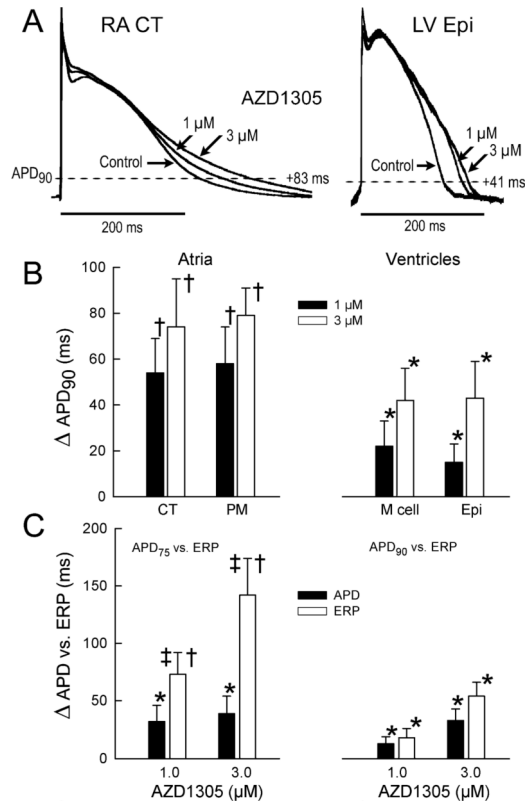 A
RA CT
LV Epi
AZD1305
1 µM
3 µM
Control
APD90
+83 ms
200 ms
1 µM
3 µM
Control
+41 ms
200 ms
B
Atria
Ventricles
Δ APD90 (ms)
100
80
60
40
20
0
† † † †
1 µM
3 µM
* * * *
CT
PM
M cell
Epi
C
Δ APD vs. ERP (ms)
200
150
100
50
0
APD75 vs. ERP
APD90 vs. ERP
* ‡ † * ‡ †
APD
ERP
* * * *
1.0
3.0
1.0
3.0
AZD1305 (µM)
AZD1305 (µM)